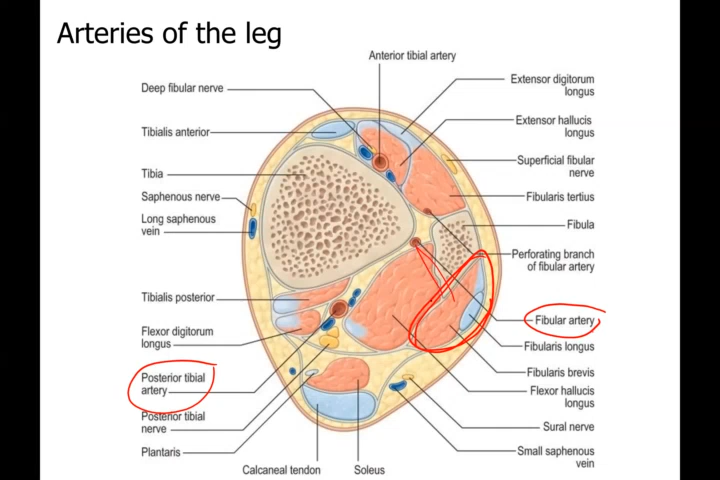 Arteries of the leg
Anterior tibial artery
Deep fibular nerve
Tibialis anterior
Tibia
Saphenous nerve
Long saphenous
vein
Tibialis posterior
Flexor digitorum
longus
Posterior tibial
artery
Posterior tibial
nerve
Plantaris
Calcaneal tendon
Soleus
Extensor digitorum
longus
Extensor hallucis
longus
Superficial fibular
nerve
Fibularis tertius
Fibula
Perforating branch
of fibular artery
Fibular artery
Fibularis longus
Fibularis brevis
Flexor hallucis
longus
Sural nerve
Small saphenous
vein